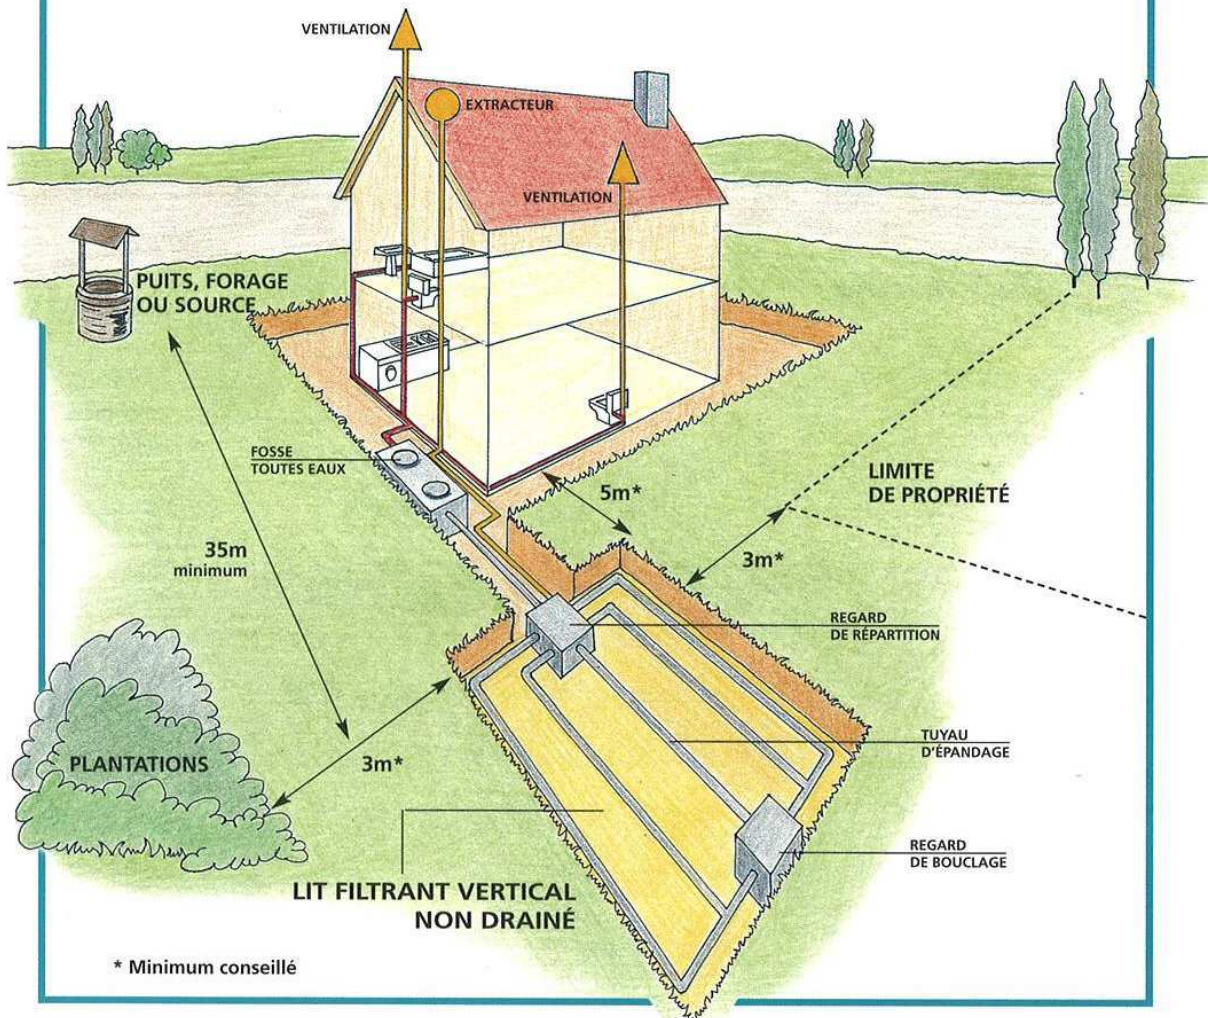 VENTILATION
EXTRACTEUR
VENTILATION
PUITS, FORAGE
OU SOURCE
FOSSE
TOUTES EAUX
5m*
LIMITE
DE PROPRIÉTÉ
35m
minimum
3m*
REGARD
DE RÉPARTITION
PLANTATIONS
3m*
TUYAU
D'ÉPANDAGE
REGARD
DE BOUCLAGE
LIT FILTRANT VERTICAL
NON DRAINÉ
* Minimum conseillé